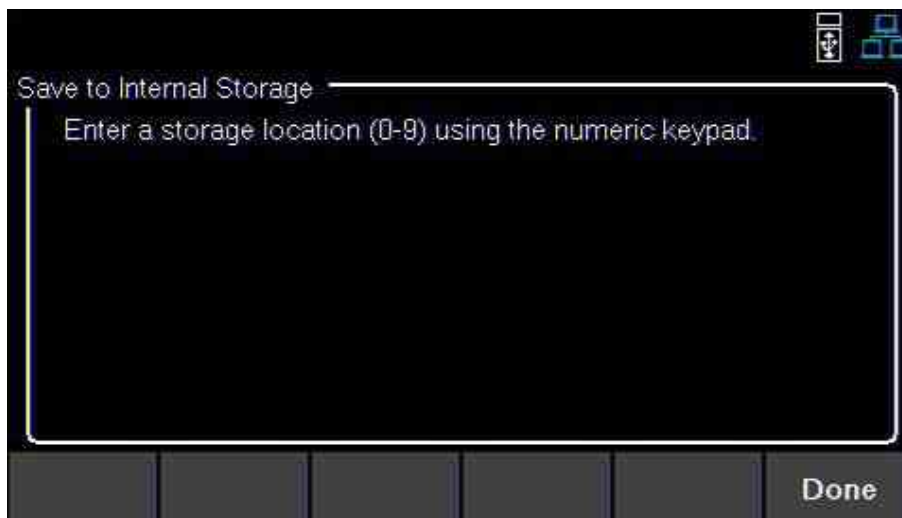 Save to Internal Storage
Enter a storage location (0-9) using the numeric keypad.
Done